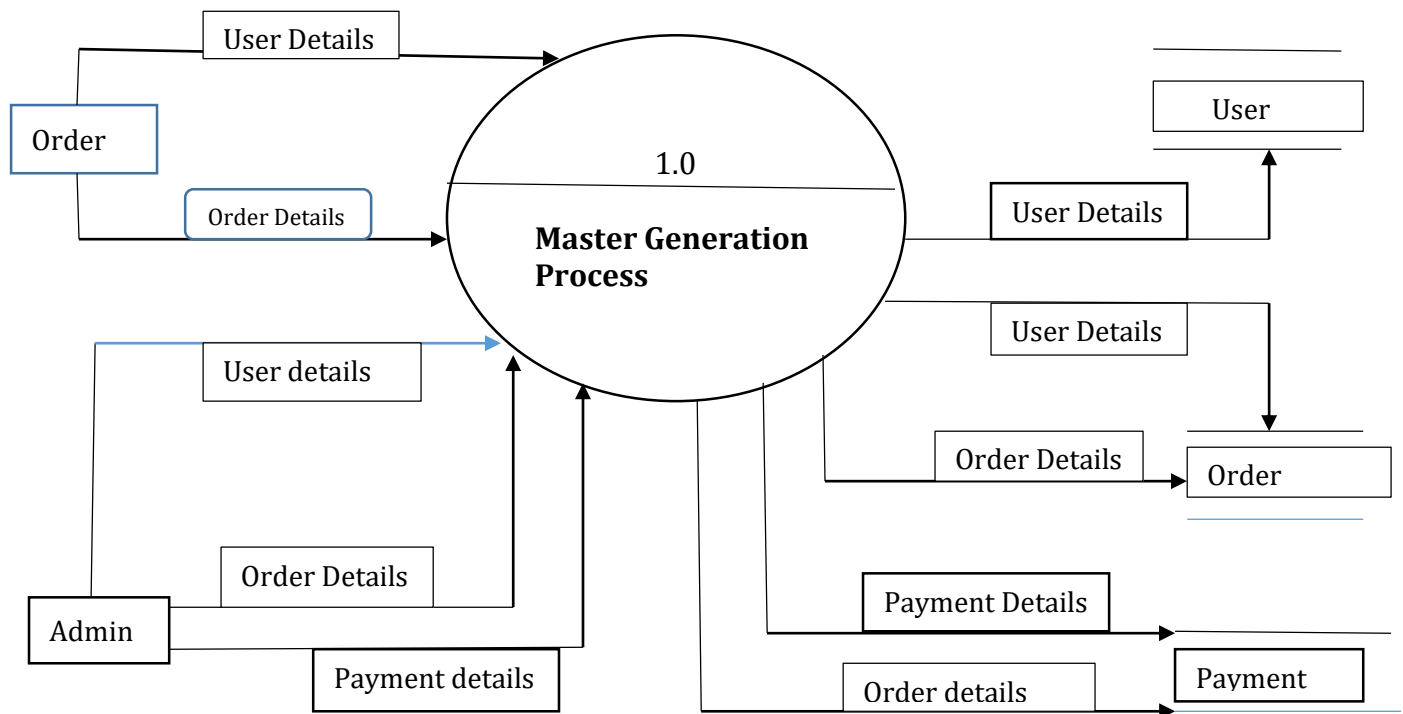 User Details
User
Order
1.0
Order Details
User Details
Master Generation
Process
User Details
User details
Order Details
Order
Order Details
Payment Details
Admin
Payment details
Order details
Payment